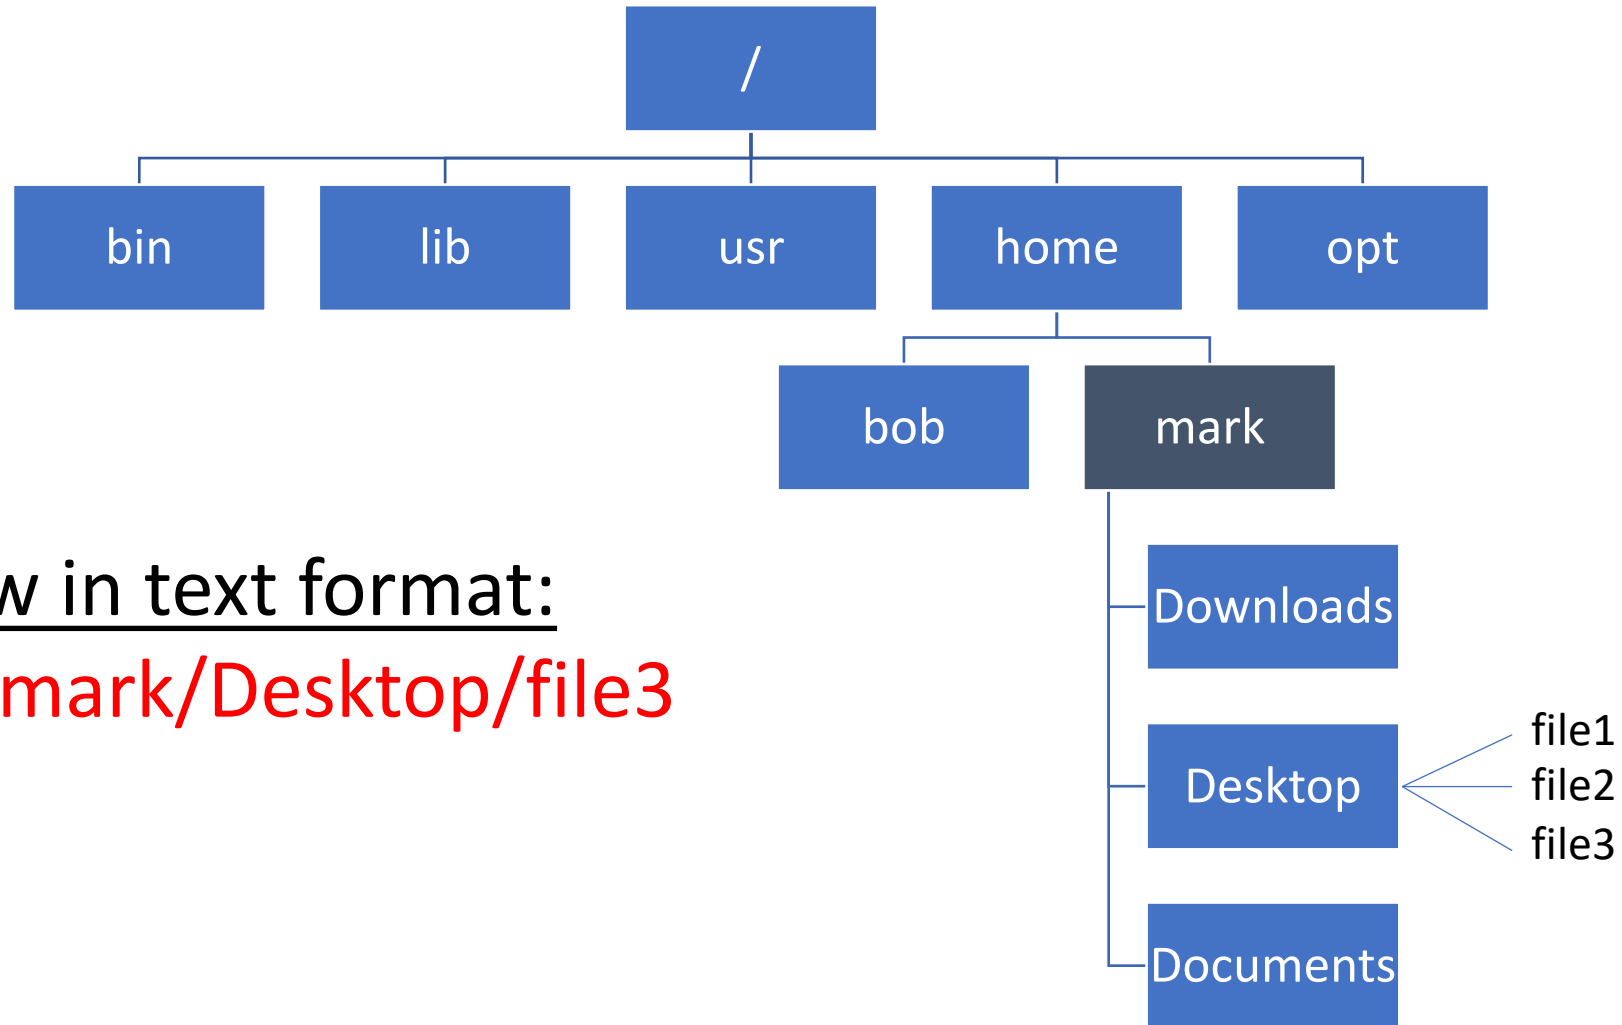 /
bin lib usr home opt
bob mark
w in text format:
mark/Desktop/file3
Downloads
Desktop
file1
file2
file3
Documents